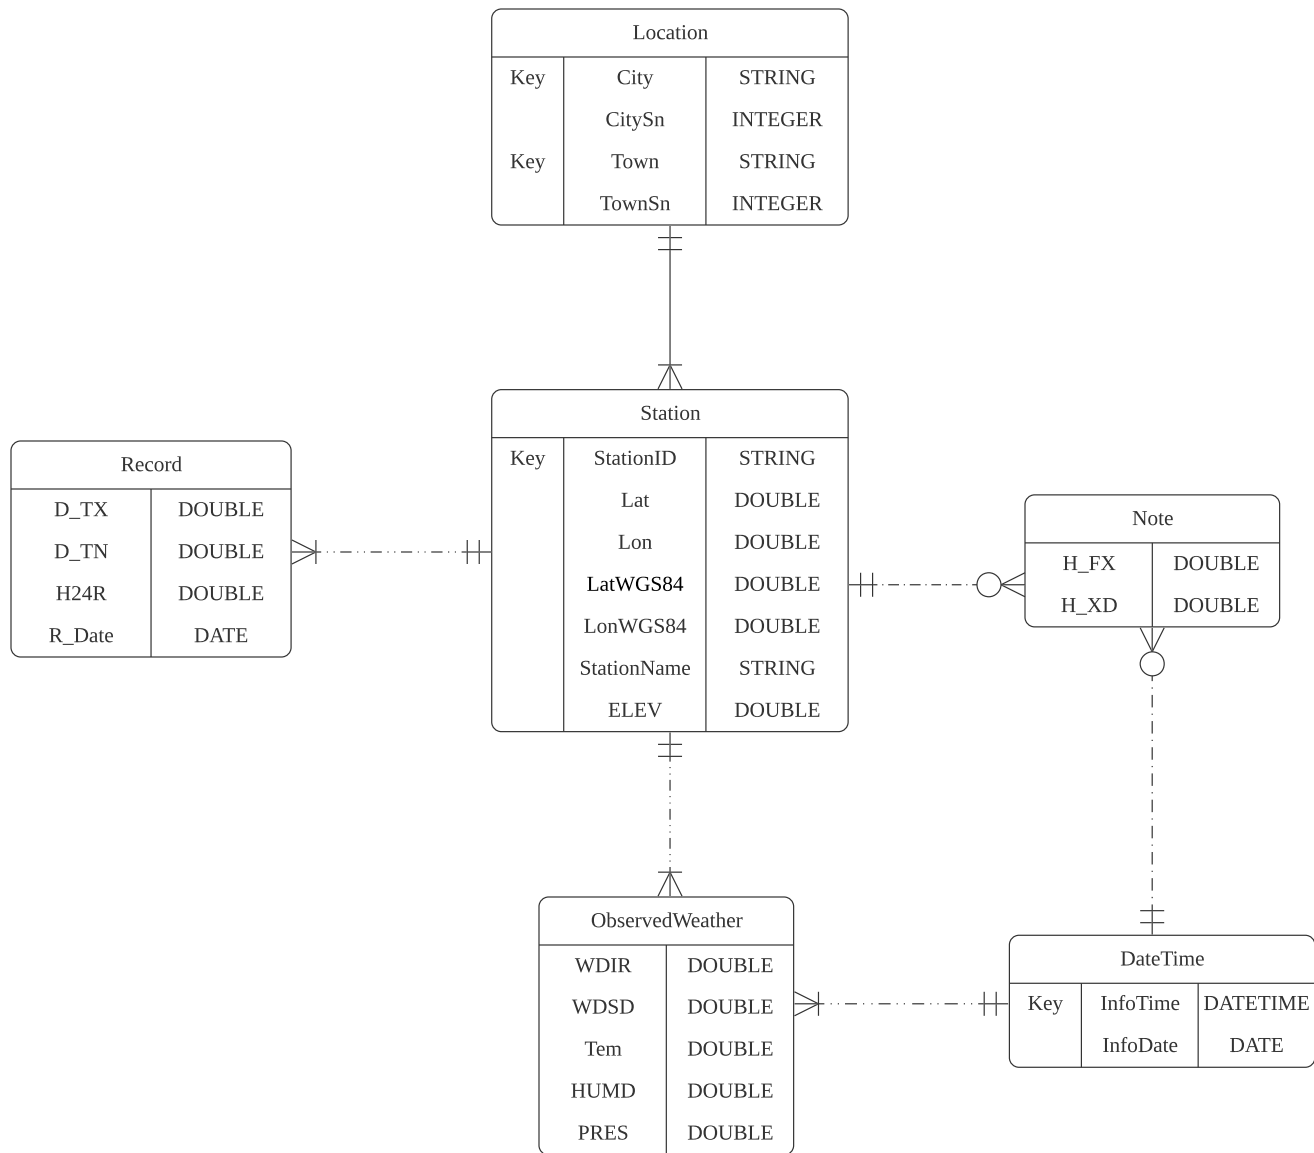 Location
Key City STRING
CitySn INTEGER
Key Town STRING
TownSn INTEGER
Station
Key StationID STRING
Lat DOUBLE
Lon DOUBLE
LatWGS84 DOUBLE
LonWGS84 DOUBLE
StationName STRING
ELEV DOUBLE
Record
D_TX DOUBLE
D_TN DOUBLE
H24R DOUBLE
R_Date DATE
Note
H_FX DOUBLE
H_XD DOUBLE
ObservedWeather
WDIR DOUBLE
WDSD DOUBLE
Tem DOUBLE
HUMD DOUBLE
PRES DOUBLE
DateTime
Key InfoTime DATETIME
InfoDate DATE